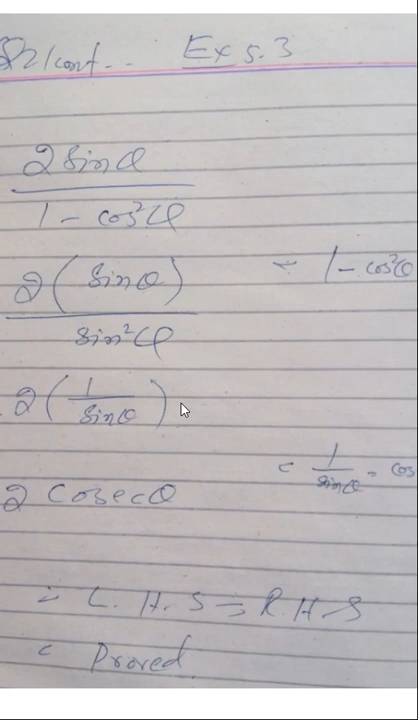 Q2/cont... Ex 5.3
2 sinθ
1 - cos²θ
2 ( sinθ ) ∵ 1 - cos²θ
sin²θ
2 ( 1 )
sinθ
∵ 1/sinθ = cos
2 cosecθ
∴ L.H.S = R.H.S
∵ Proved